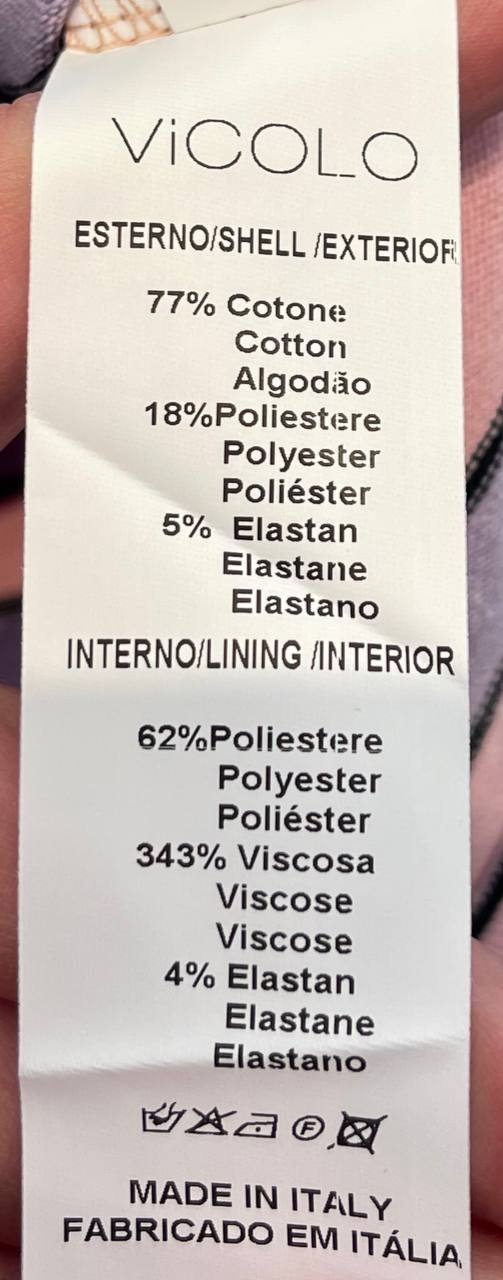 ViCOLO
ESTERNO/SHELL /EXTERIOR
77% Cotone
Cotton
Algodão
18%Poliestere
Polyester
Poliéster
5% Elastan
Elastane
Elastano
INTERNO/LINING /INTERIOR
62%Poliestere
Polyester
Poliéster
343% Viscosa
Viscose
Viscose
4% Elastan
Elastane
Elastano
F
MADE IN ITALY
FABRICADO EM ITÁLIA